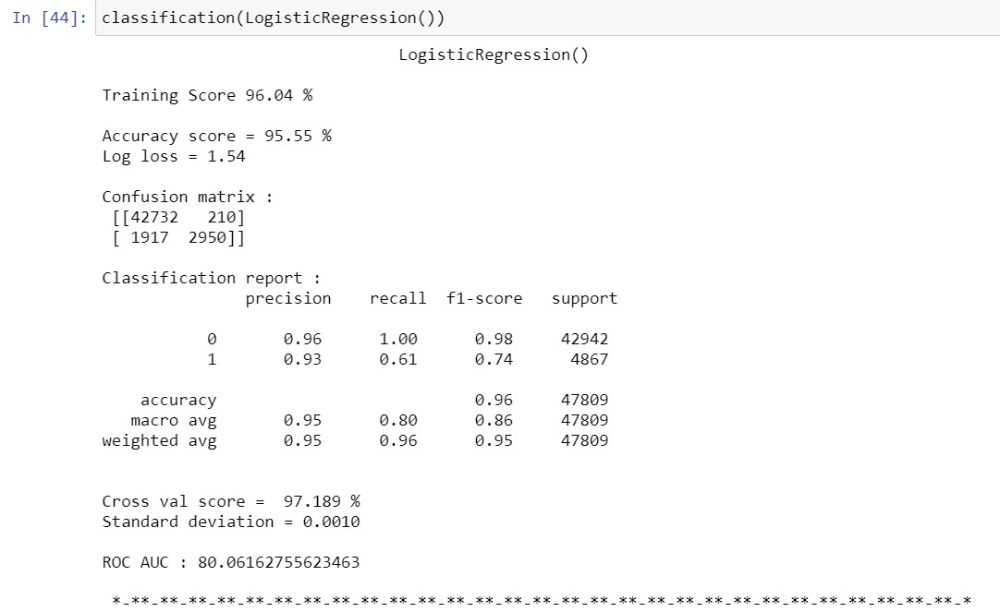 In [44]: classification(LogisticRegression())
LogisticRegression()
Training Score 96.04 %
Accuracy score = 95.55 %
Log loss = 1.54
Confusion matrix :
[[42732   210]
[ 1917  2950]]
Classification report :
precision    recall  f1-score   support
0       0.96      1.00      0.98     42942
1       0.93      0.61      0.74      4867
accuracy                           0.96     47809
macro avg       0.95      0.80      0.86     47809
weighted avg       0.95      0.96      0.95     47809
Cross val score =  97.189 %
Standard deviation = 0.0010
ROC AUC : 80.06162755623463
*-**-**-**-**-**-**-**-**-**-**-**-**-**-**-**-**-**-**-**-**-**-**-**-**-**-**-**-**-**-*